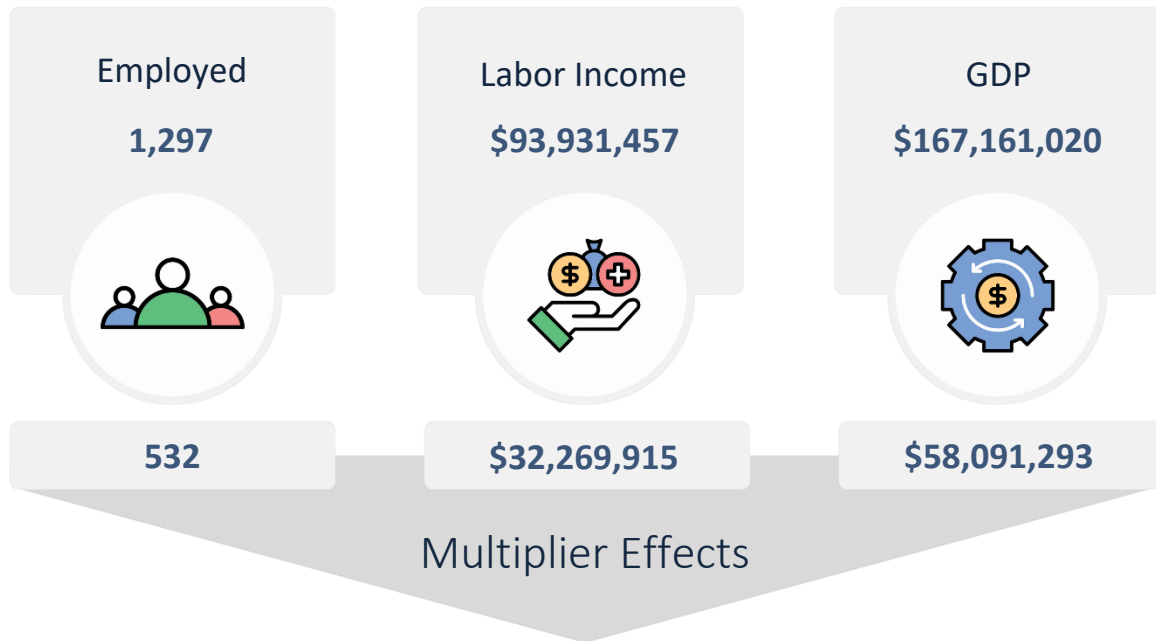 Employed
1,297
Labor Income
$93,931,457
GDP
$167,161,020
$
$
532
$32,269,915
$58,091,293
Multiplier Effects